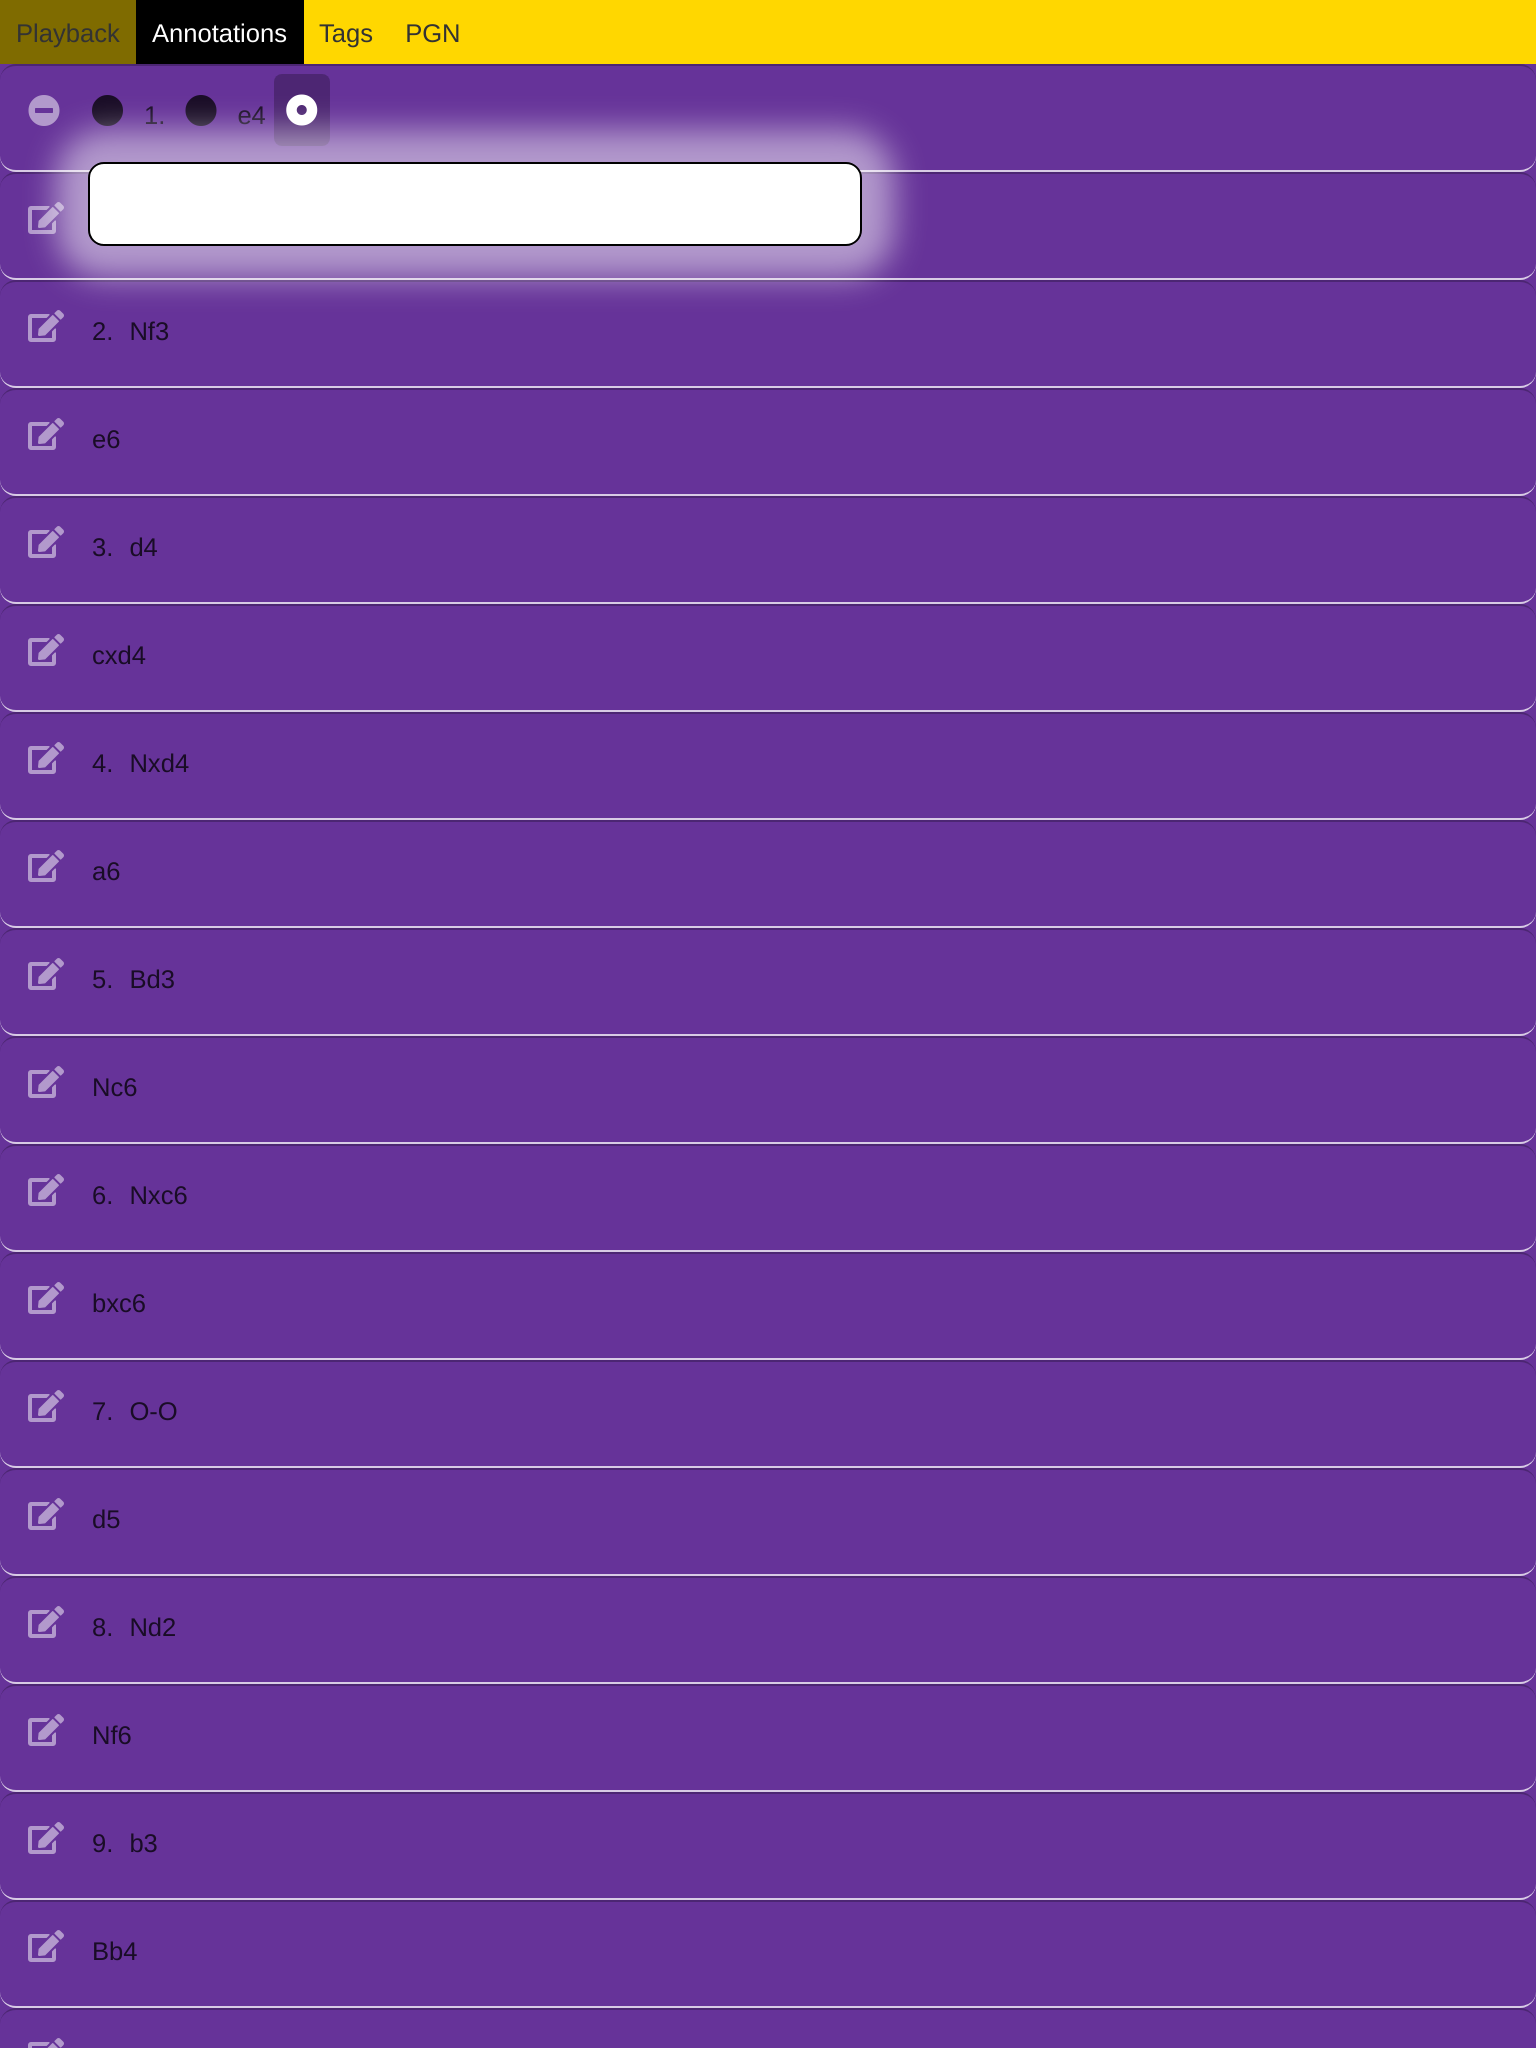 Playback Annotations Tags PGN
1. e4
2. Nf3
e6
3. d4
cxd4
4. Nxd4
a6
5. Bd3
Nc6
6. Nxc6
bxc6
7. O-O
d5
8. Nd2
Nf6
9. b3
Bb4